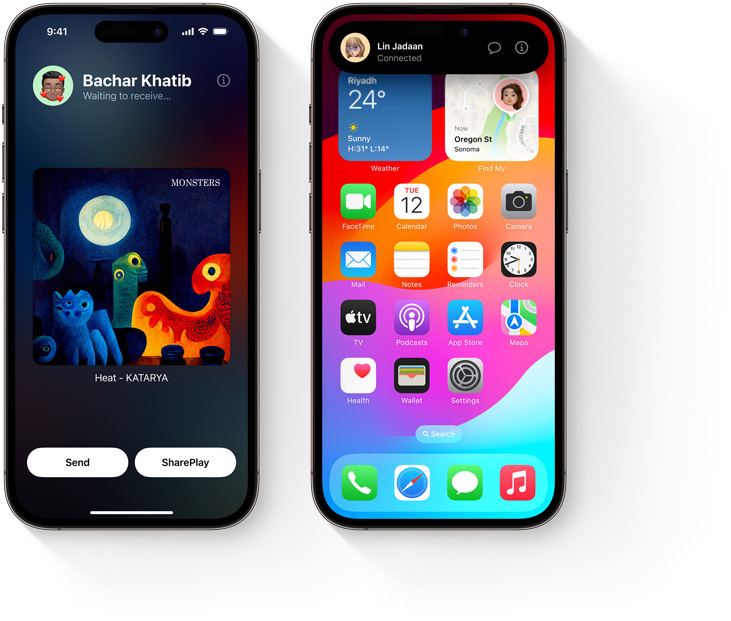 9:41
Bachar Khatib
Waiting to receive...
MONSTERS
Heat - KATARYA
Send
SharePlay
Lin Jadaan
Connected
Riyadh
24°
Sunny
H:31° L:14°
Weather
Now
Oregon St
Sonoma
Find My
FaceTime
TUE
12
Calendar
Photos
Camera
Mail
Notes
Reminders
Clock
tv
TV
Podcasts
App Store
Maps
Health
Wallet
Settings
Search